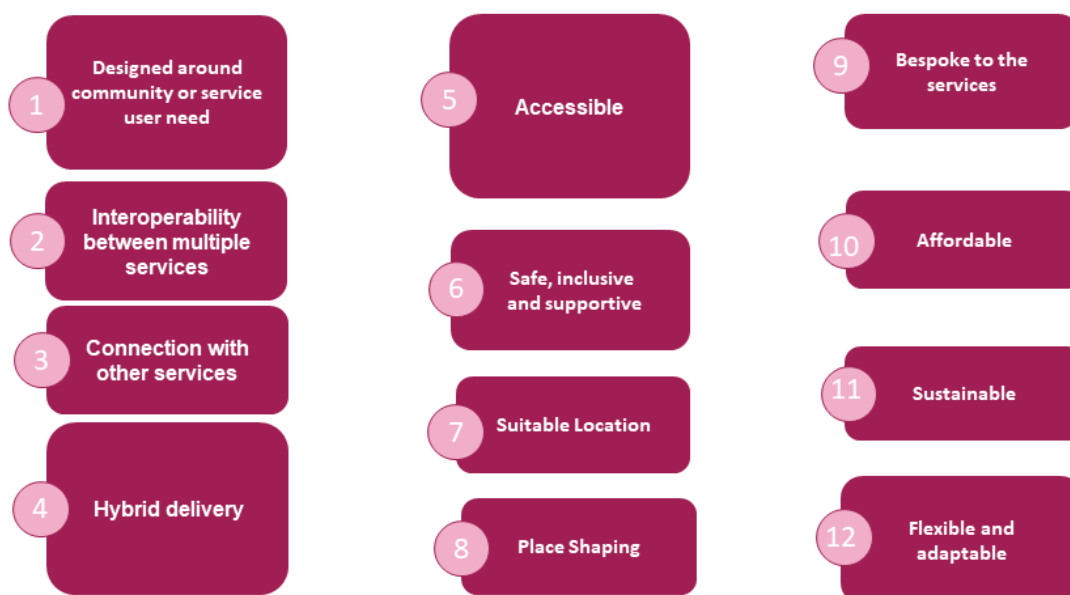 1
Designed around
community or service
user need
2
Interoperability
between multiple
services
3
Connection with
other services
4
Hybrid delivery
5
Accessible
6
Safe, inclusive
and supportive
7
Suitable Location
8
Place Shaping
9
Bespoke to the
services
10
Affordable
11
Sustainable
12
Flexible and
adaptable